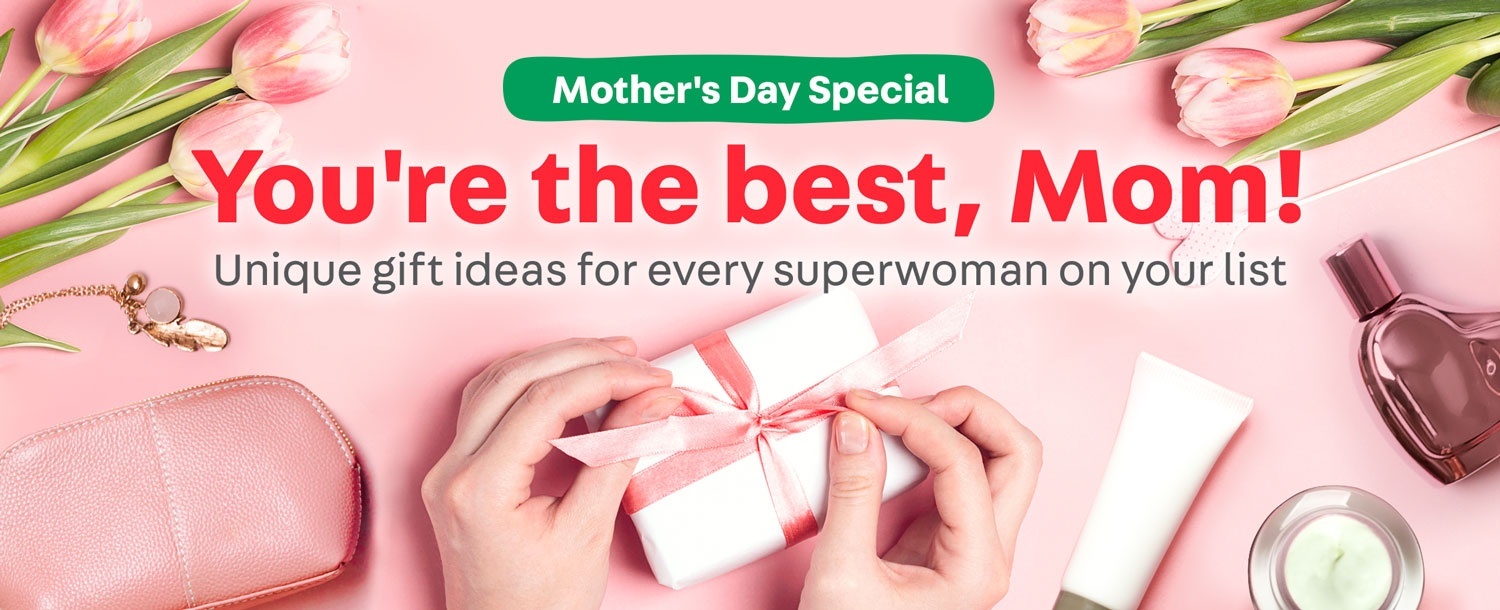 Mother's Day Special
You're the best, Mom!
Unique gift ideas for every superwoman on your list